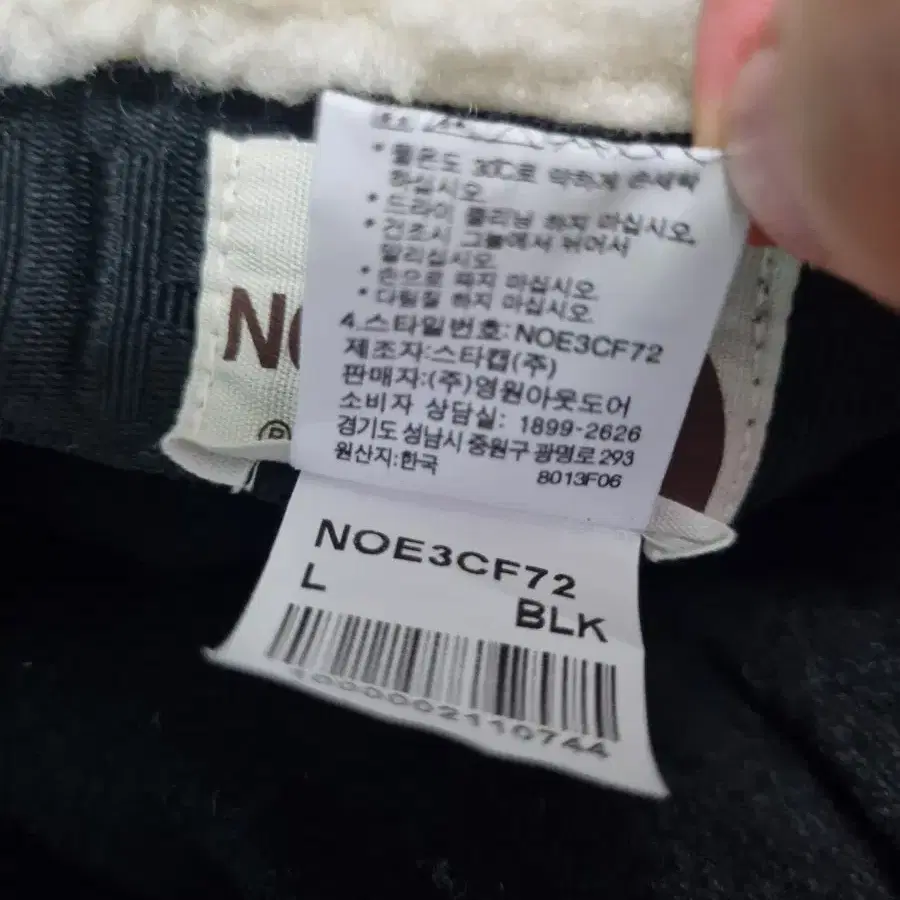 * 물온도 30℃로 약하게 손세탁
하십시오.
* 드라이 클리닝 하지 마십시오.
* 건조시 그늘에서 뉘어서
말리십시오.
* 손으로 짜지 마십시오.
* 다림질 하지 마십시오.
4.스타일번호: NOE3CF72
제조자:스타캡(주)
판매자:(주)영원아웃도어
소비자 상담실: 1899-2626
경기도 성남시 중원구 광명로 293
원산지:한국
8013F06
NO
®
NOE3CF72
L
BLK
1000002110744